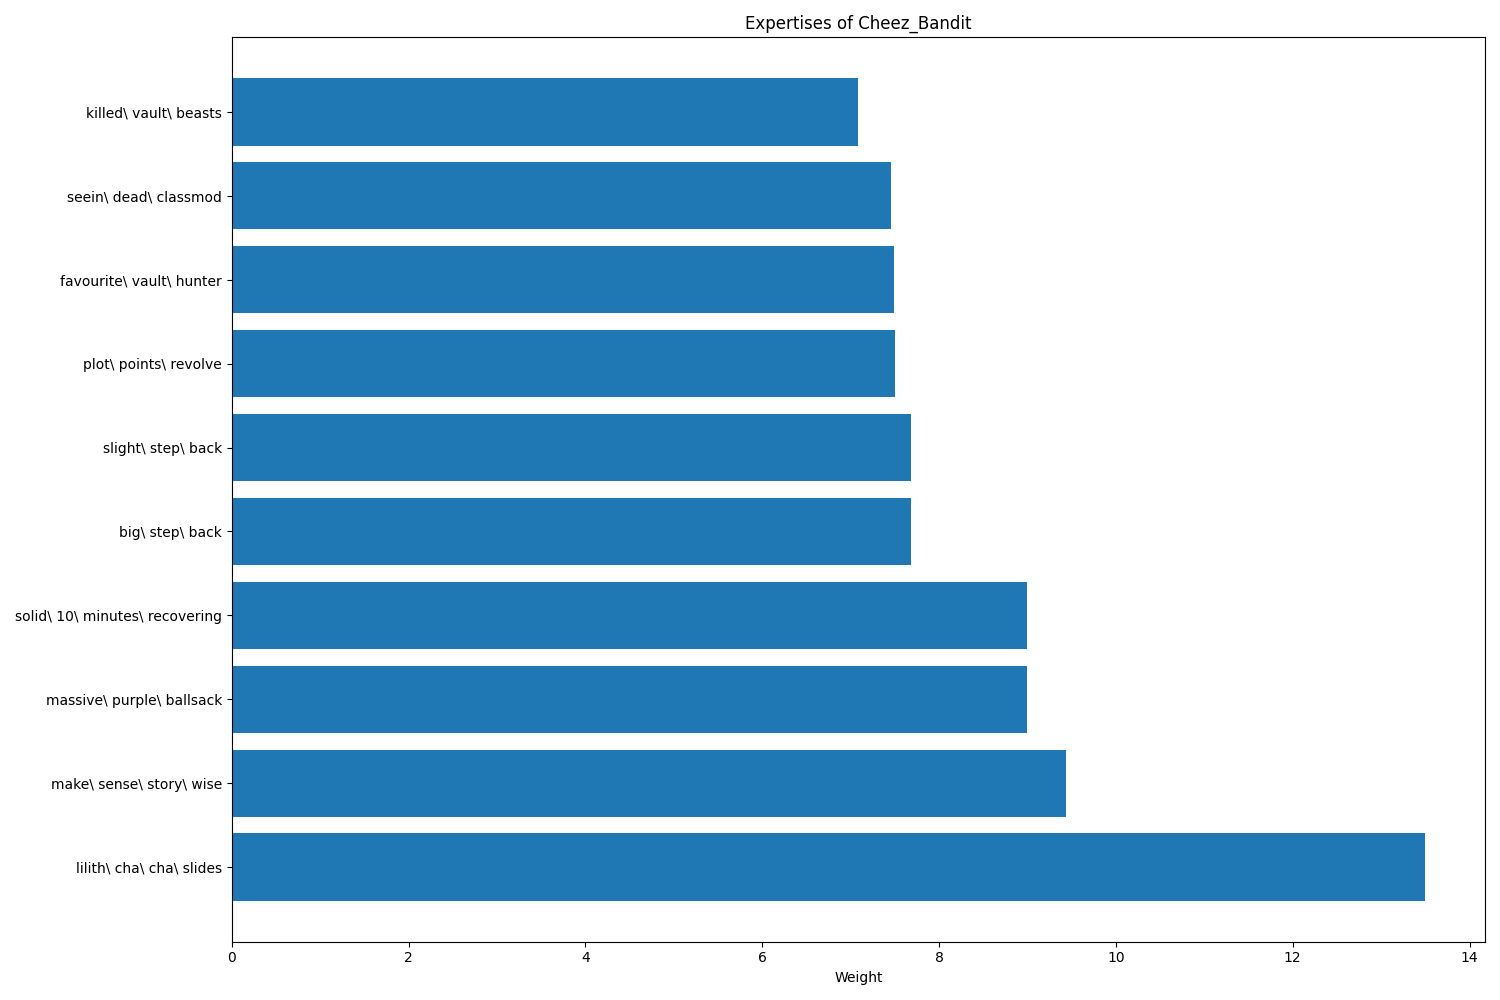 Expertises of Cheez_Bandit
killed\ vault\ beasts
seein\ dead\ classmod
favourite\ vault\ hunter
plot\ points\ revolve
slight\ step\ back
big\ step\ back
solid\ 10\ minutes\ recovering
massive\ purple\ ballsack
make\ sense\ story\ wise
lilith\ cha\ cha\ slides
0 2 4 6 8 10 12 14
Weight